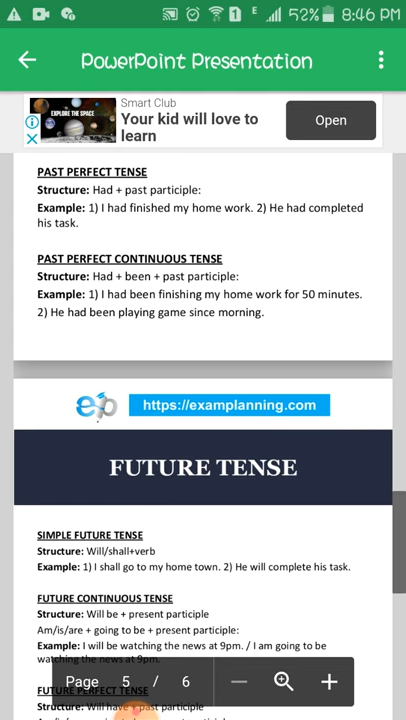 52% 8:46 PM
PowerPoint Presentation
Smart Club
EXPLORE THE SPACE
Your kid will love to
learn
Open
PAST PERFECT TENSE
Structure: Had + past participle:
Example: 1) I had finished my home work. 2) He had completed
his task.
PAST PERFECT CONTINUOUS TENSE
Structure: Had + been + past participle:
Example: 1) I had been finishing my home work for 50 minutes.
2) He had been playing game since morning.
ep https://examplanning.com
FUTURE TENSE
SIMPLE FUTURE TENSE
Structure: Will/shall+verb
Example: 1) I shall go to my home town. 2) He will complete his task.
FUTURE CONTINUOUS TENSE
Structure: Will be + present participle
Am/is/are + going to be + present participle:
Example: I will be watching the news at 9pm. / I am going to be
watching the news at 9pm.
Page 5 / 6
FUTURE PERFECT TENSE
Structure: Will have + past participle